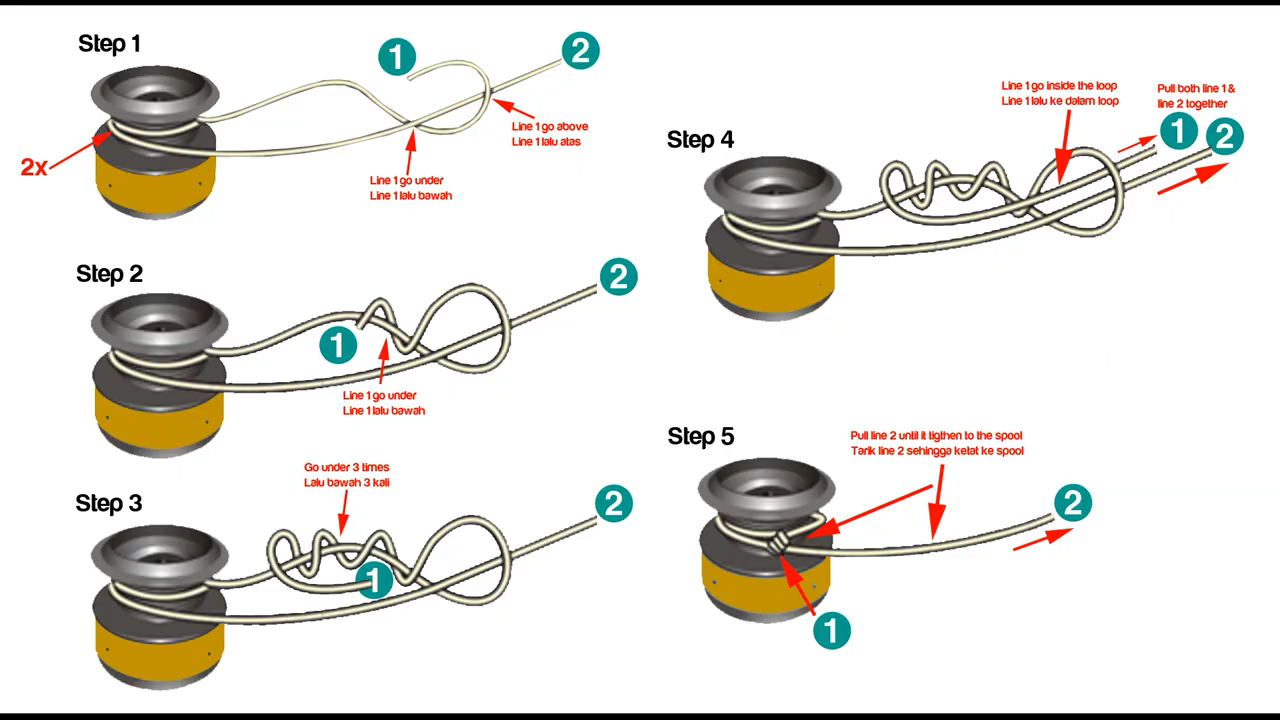 Step 1
1
2
2x
Line 1 go above
Line 1 lalu atas
Line 1 go under
Line 1 lalu bawah
Step 2
2
1
Line 1 go under
Line 1 lalu bawah
Go under 3 times
Lalu bawah 3 kali
Step 3
2
1
Line 1 go inside the loop
Line 1 lalu ke dalam loop
Pull both line 1 &
line 2 together
Step 4
1
2
Step 5
Pull line 2 until it tigthen to the spool
Tarik line 2 sehingga ketat ke spool
2
1